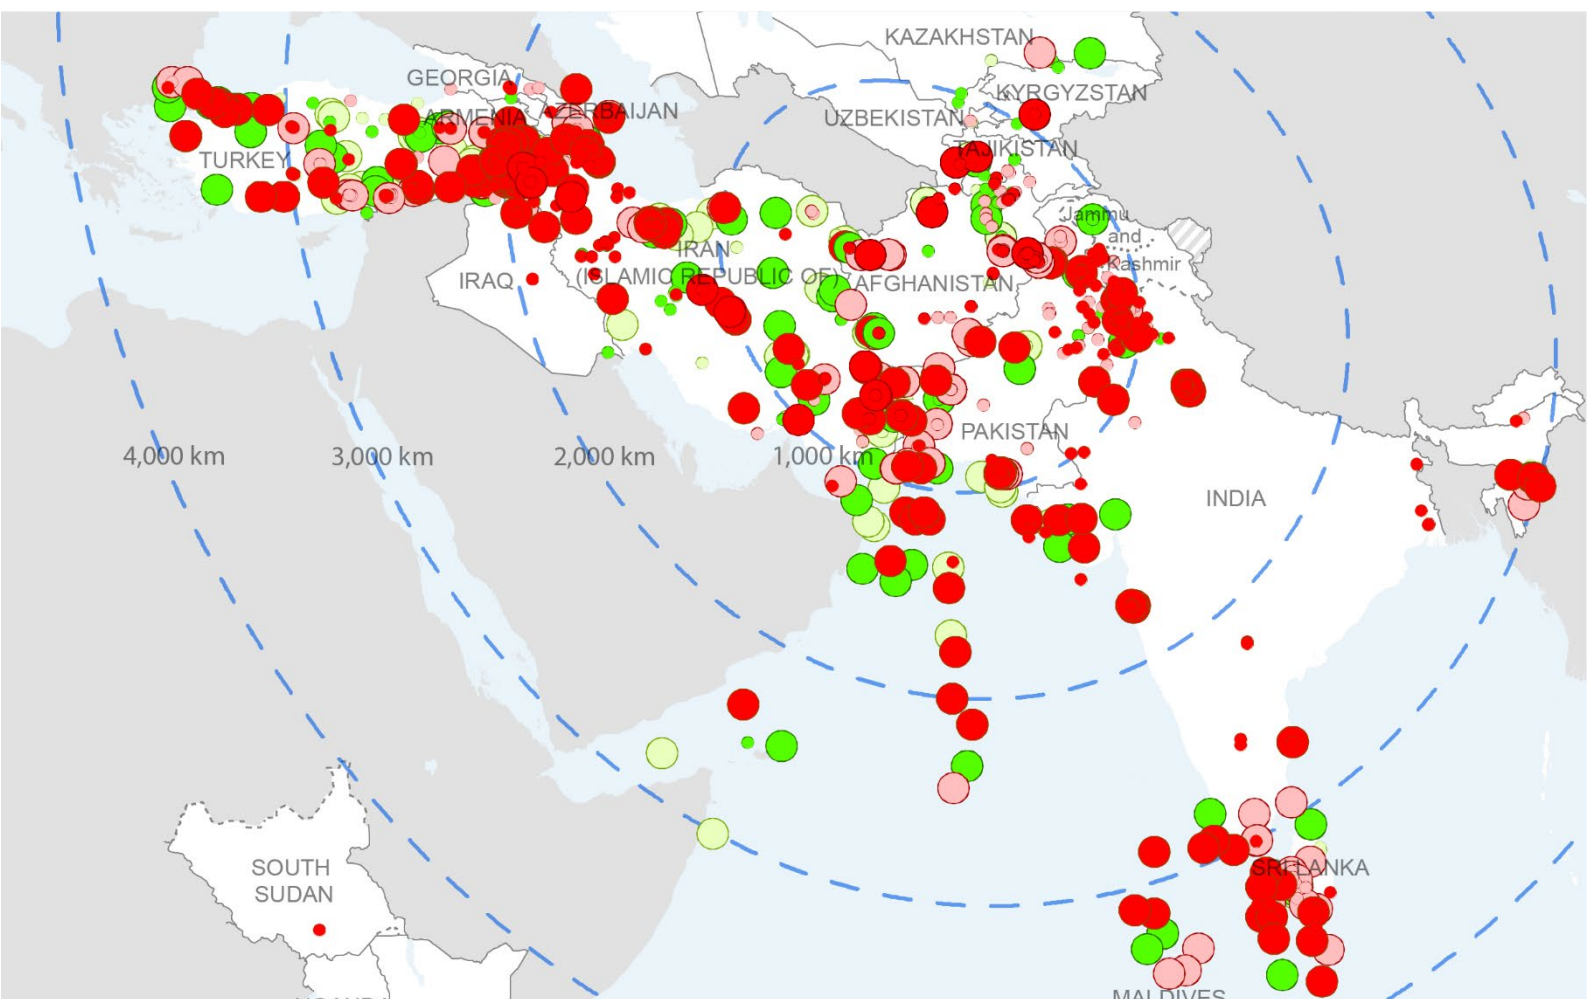 KAZAKHSTAN
GEORGIA
KYRGYZSTAN
ARMENIA
AZERBAIJAN
UZBEKISTAN
TAJIKISTAN
TURKEY
Jammu
and
Kashmir
IRAN
(ISLAMIC REPUBLIC OF)
IRAQ
AFGHANISTAN
PAKISTAN
4,000 km
3,000 km
2,000 km
1,000 km
INDIA
SOUTH
SUDAN
SRI LANKA
MALDIVES